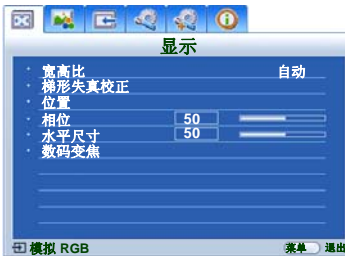 显示
宽高比 自动
梯形失真校正
位置
相位 50
水平尺寸 50
数码变焦
模拟 RGB 菜单 退出